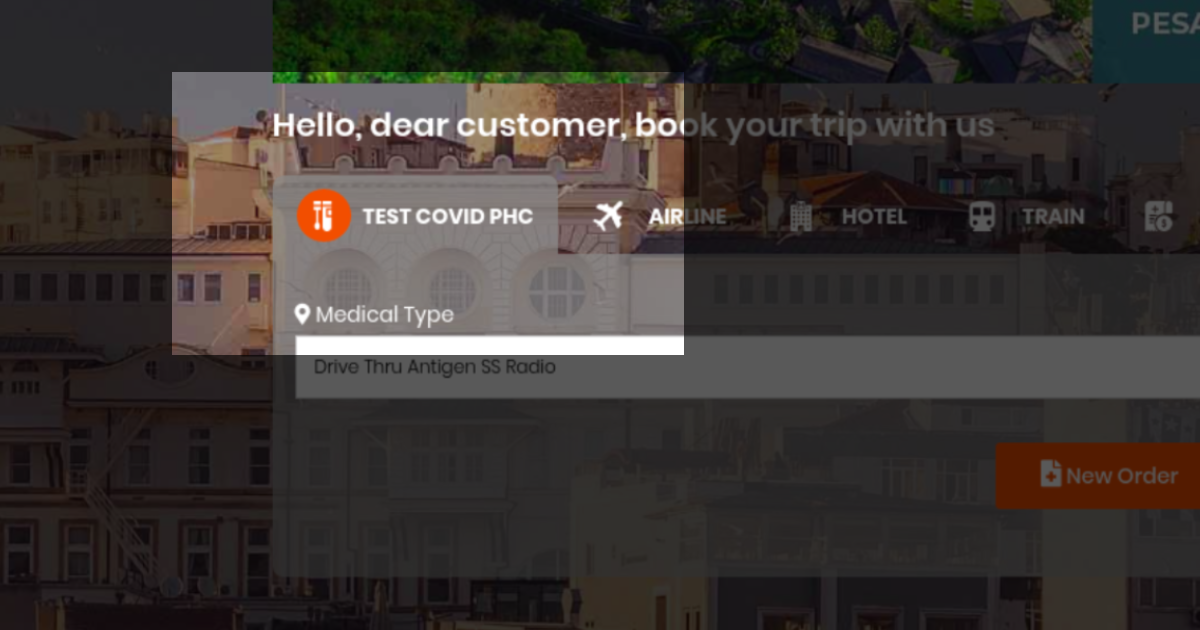 PESA
Hello, dear customer, book your trip with us
TEST COVID PHC AIRLINE HOTEL TRAIN
Medical Type
Drive Thru Antigen SS Radio
New Order